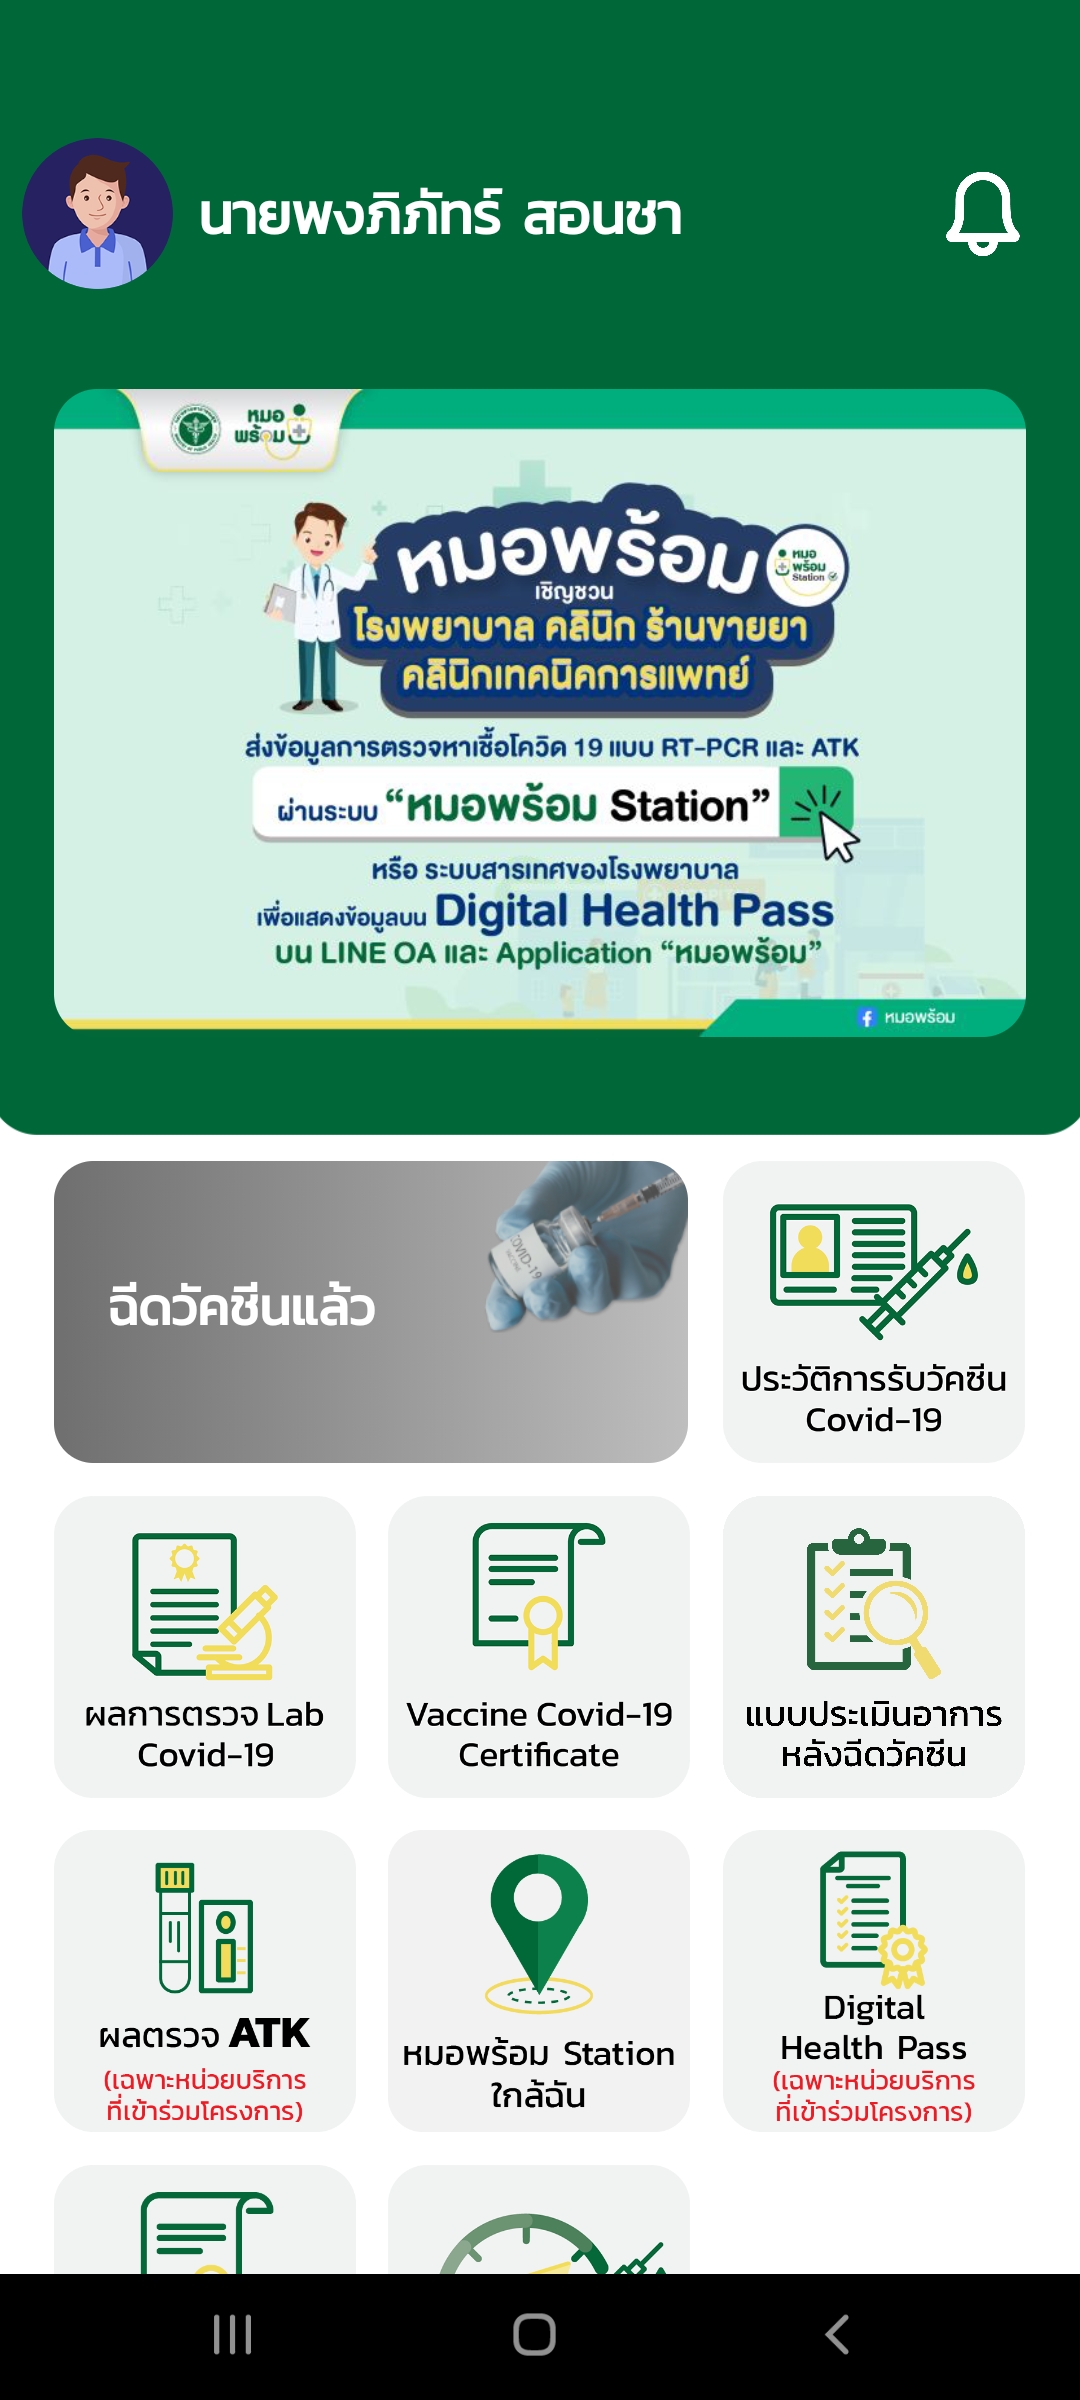 นายพงภิภัทร์ สอนชา
หมอ
พร้อม
หมอพร้อม
หมอ
พร้อม
Station
เชิญชวน
โรงพยาบาล คลินิก ร้านขายยา
คลินิกเทคนิคการแพทย์
ส่งข้อมูลการตรวจหาเชื้อโควิด 19 แบบ RT-PCR และ ATK
ผ่านระบบ “หมอพร้อม Station”
หรือ ระบบสารเทศของโรงพยาบาล
เพื่อแสดงข้อมูลบน Digital Health Pass
บน LINE OA และ Application “หมอพร้อม”
หมอพร้อม
COVID-19
VACCINE
ฉีดวัคซีนแล้ว
ประวัติการรับวัคซีน
Covid-19
ผลการตรวจ Lab
Covid-19
Vaccine Covid-19
Certificate
แบบประเมินอาการ
หลังฉีดวัคซีน
ผลตรวจ ATK
(เฉพาะหน่วยบริการ
ที่เข้าร่วมโครงการ)
หมอพร้อม Station
ใกล้ฉัน
Digital
Health Pass
(เฉพาะหน่วยบริการ
ที่เข้าร่วมโครงการ)